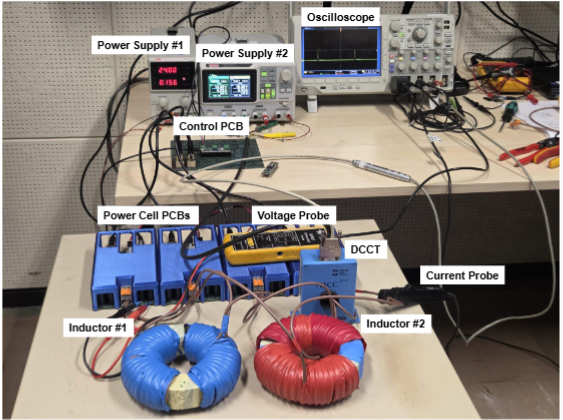 Oscilloscope
Power Supply #1
Power Supply #2
24.00
0.156
Control PCB
Power Cell PCBs
Voltage Probe
DCCT
Current Probe
Inductor #1
Inductor #2